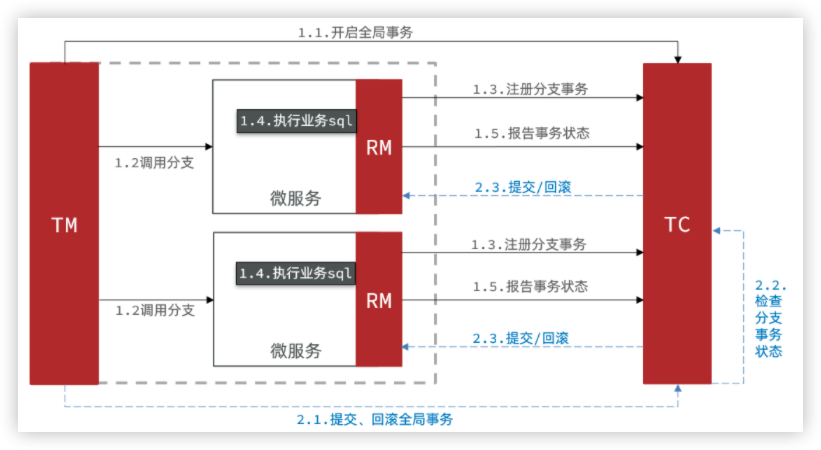 1.1.开启全局事务
TM
1.2调用分支
1.4.执行业务sql
RM
微服务
1.3.注册分支事务
1.5.报告事务状态
2.3.提交/回滚
TC
1.2调用分支
1.4.执行业务sql
RM
微服务
1.3.注册分支事务
1.5.报告事务状态
2.3.提交/回滚
2.2.
检查
分支
事务
状态
2.1.提交、回滚全局事务